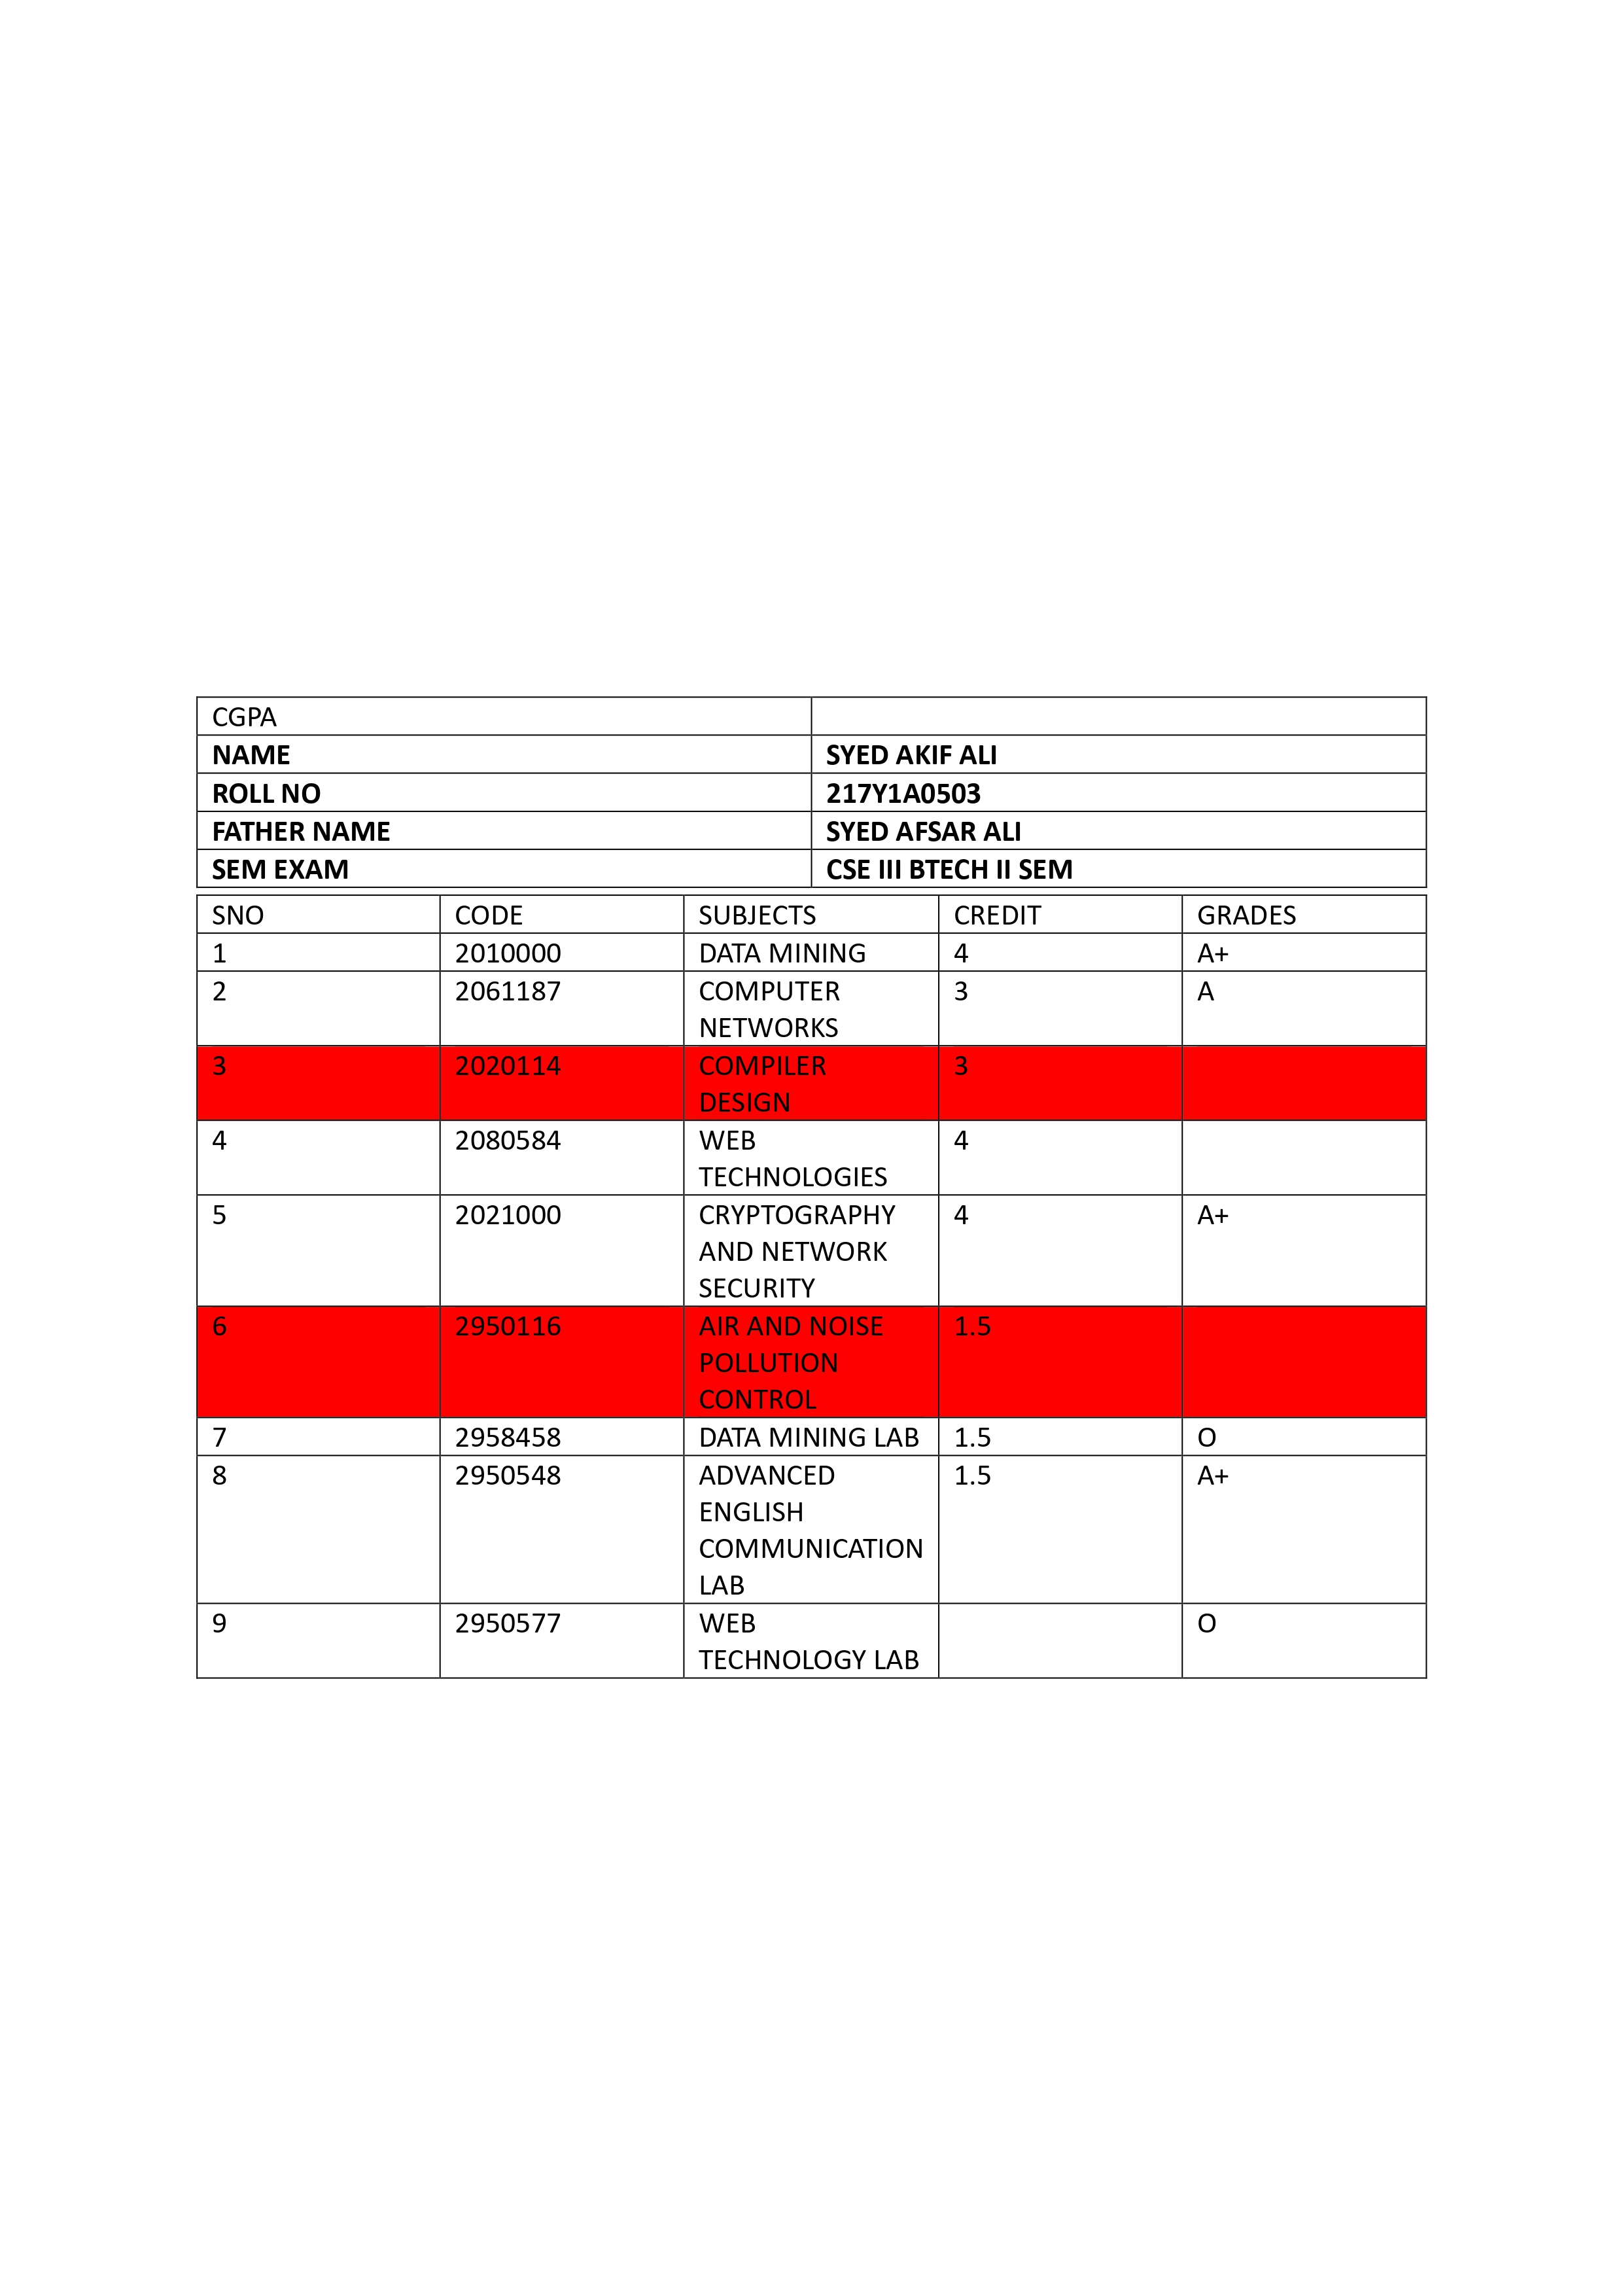 CGPA
NAME SYED AKIF ALI
ROLL NO 217Y1A0503
FATHER NAME SYED AFSAR ALI
SEM EXAM CSE III BTECH II SEM
SNO CODE SUBJECTS CREDIT GRADES
1 2010000 DATA MINING 4 A+
2 2061187 COMPUTER 3 A
NETWORKS
3 2020114 COMPILER 3
DESIGN
4 2080584 WEB 4
TECHNOLOGIES
5 2021000 CRYPTOGRAPHY 4 A+
AND NETWORK
SECURITY
6 2950116 AIR AND NOISE 1.5
POLLUTION
CONTROL
7 2958458 DATA MINING LAB 1.5 O
8 2950548 ADVANCED 1.5 A+
ENGLISH
COMMUNICATION
LAB
9 2950577 WEB O
TECHNOLOGY LAB